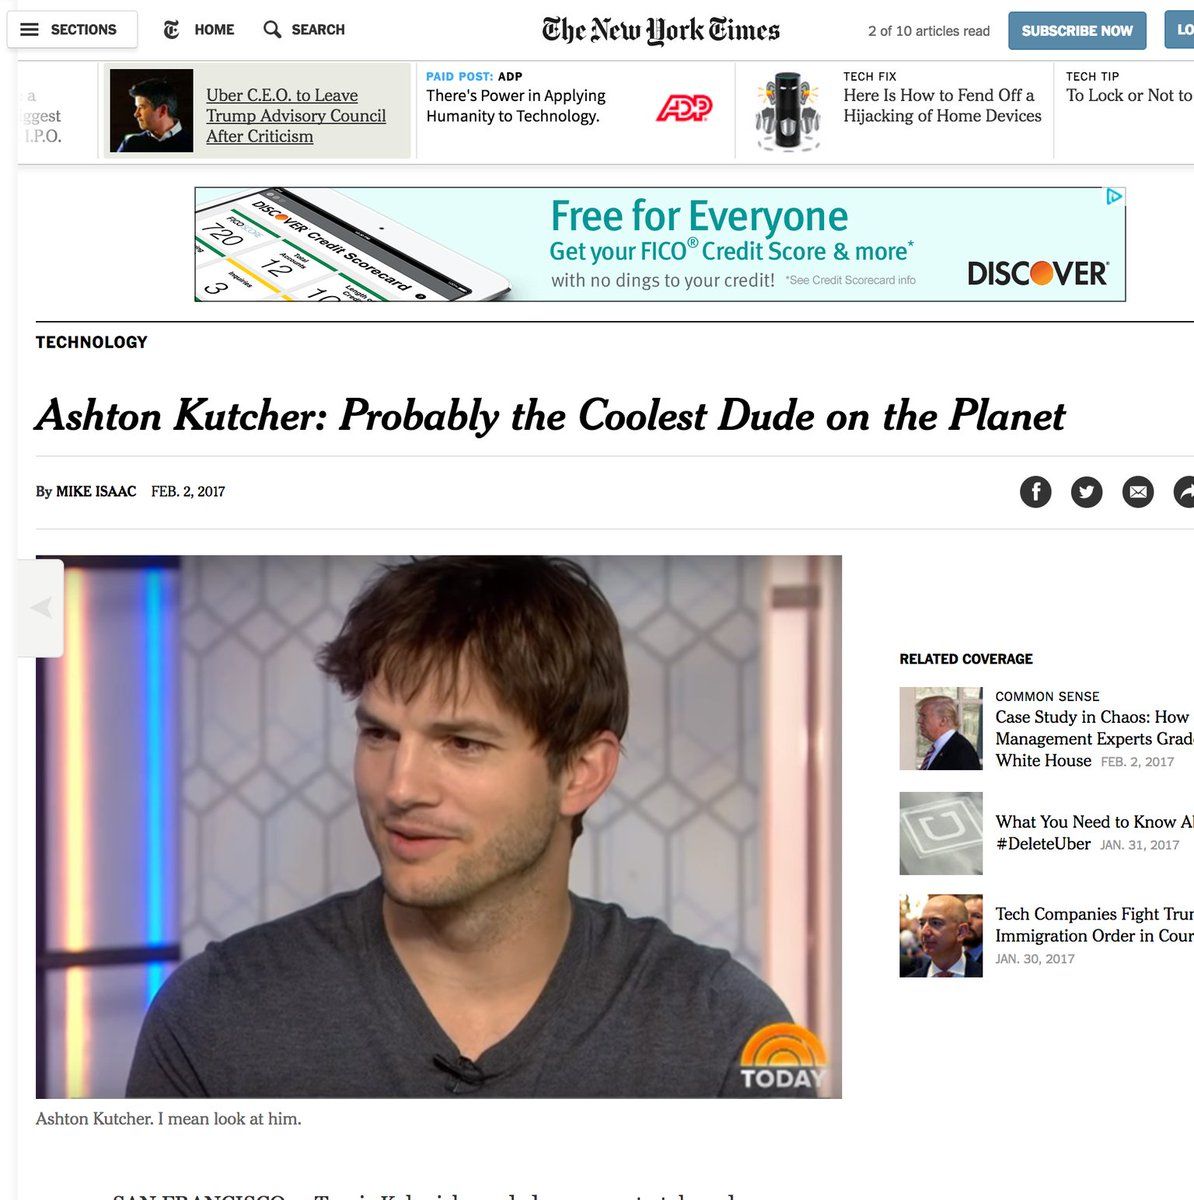 SECTIONS
HOME
SEARCH
The New York Times
2 of 10 articles read
SUBSCRIBE NOW
LO
: a
ggest
I.P.O.
Uber C.E.O. to Leave
Trump Advisory Council
After Criticism
PAID POST: ADP
There's Power in Applying
Humanity to Technology.
ADP
TECH FIX
Here Is How to Fend Off a
Hijacking of Home Devices
TECH TIP
To Lock or Not to
DISCOVER Credit Scorecard
FICO SCORE
720
Total
Accounts
12
Inquiries
3
Length
Credit
Free for Everyone
Get your FICO® Credit Score & more*
with no dings to your credit! *See Credit Scorecard info
DISCOVER
TECHNOLOGY
Ashton Kutcher: Probably the Coolest Dude on the Planet
By MIKE ISAAC FEB. 2, 2017
TODAY
Ashton Kutcher. I mean look at him.
RELATED COVERAGE
COMMON SENSE
Case Study in Chaos: How
Management Experts Grad
White House FEB. 2, 2017
What You Need to Know A
#DeleteUber JAN. 31, 2017
Tech Companies Fight Tru
Immigration Order in Cour
JAN. 30, 2017